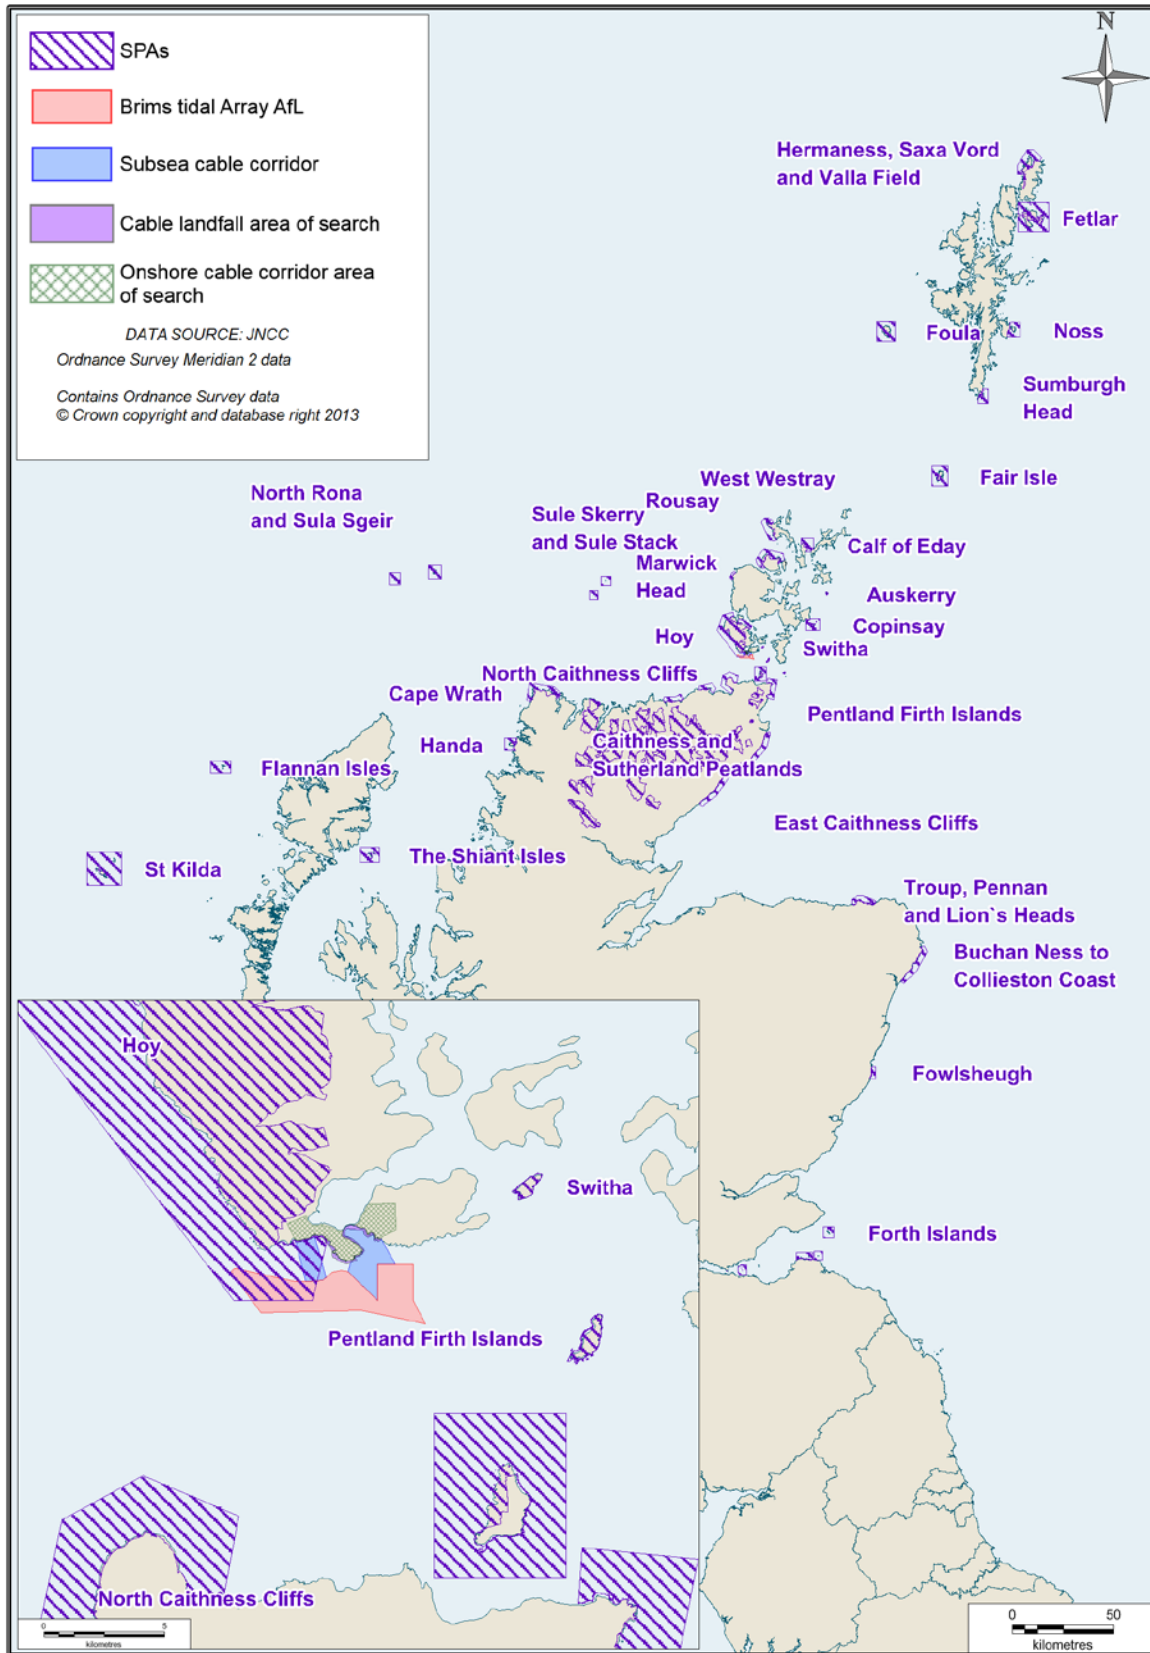 SPAs
Brims tidal Array AfL
Subsea cable corridor
Cable landfall area of search
Onshore cable corridor area
of search
DATA SOURCE: JNCC
Ordnance Survey Meridian 2 data
Contains Ordnance Survey data
© Crown copyright and database right 2013
N
Hermaness, Saxa Vord
and Valla Field
Fetlar
Foula
Noss
Sumburgh
Head
Fair Isle
West Westray
Rousay
North Rona
and Sula Sgeir
Sule Skerry
and Sule Stack
Marwick
Head
Calf of Eday
Auskerry
Copinsay
Hoy
Switha
North Caithness Cliffs
Cape Wrath
Pentland Firth Islands
Handa
Caithness and
Sutherland Peatlands
Flannan Isles
East Caithness Cliffs
The Shiant Isles
St Kilda
Troup, Pennan
and Lion`s Heads
Buchan Ness to
Collieston Coast
Fowlsheugh
Forth Islands
Hoy
Switha
Pentland Firth Islands
North Caithness Cliffs
0 5
kilometres
0 50
kilometres